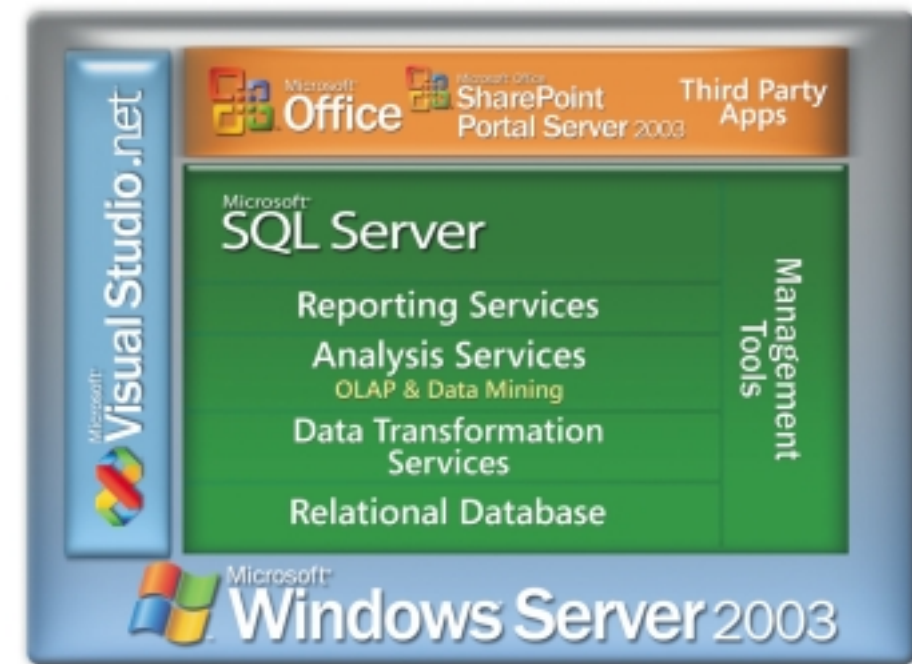 Microsoft
Visual Studio.net
Microsoft
Office
Microsoft Office
SharePoint
Portal Server 2003
Third Party
Apps
Microsoft
SQL Server
Reporting Services
Analysis Services
OLAP & Data Mining
Data Transformation
Services
Relational Database
Management
Tools
Microsoft
Windows Server 2003